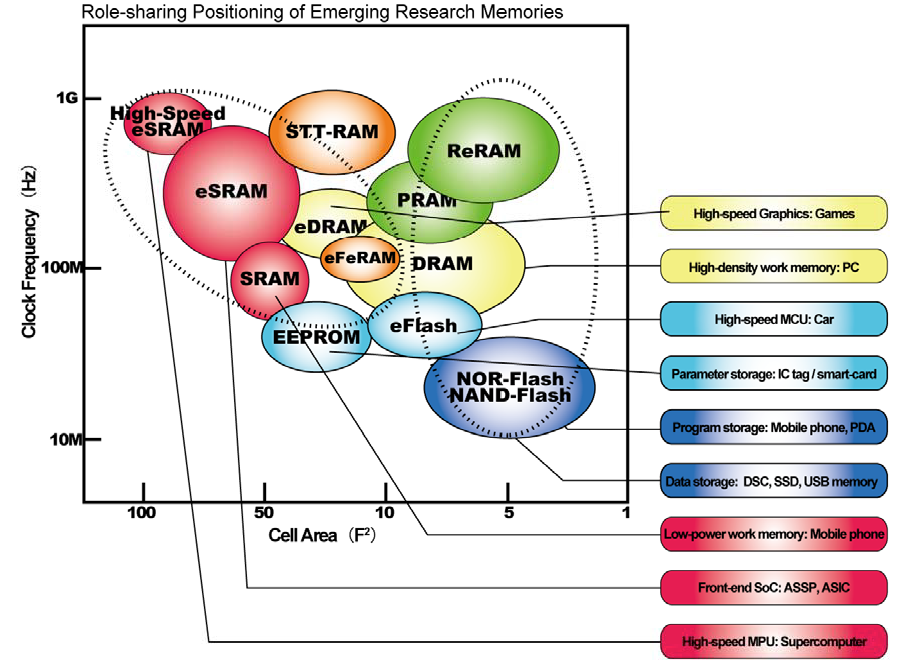 Role-sharing Positioning of Emerging Research Memories
1G
100M
10M
Clock Frequency (Hz)
High-Speed
eSRAM
STT-RAM
ReRAM
eSRAM
PRAM
eDRAM
eFeRAM
DRAM
SRAM
eFlash
EEPROM
NOR-Flash
NAND-Flash
100
50
10
5
1
Cell Area (F²)
High-speed Graphics: Games
High-density work memory: PC
High-speed MCU: Car
Parameter storage: IC tag / smart-card
Program storage: Mobile phone, PDA
Data storage: DSC, SSD, USB memory
Low-power work memory: Mobile phone
Front-end SoC: ASSP, ASIC
High-speed MPU: Supercomputer